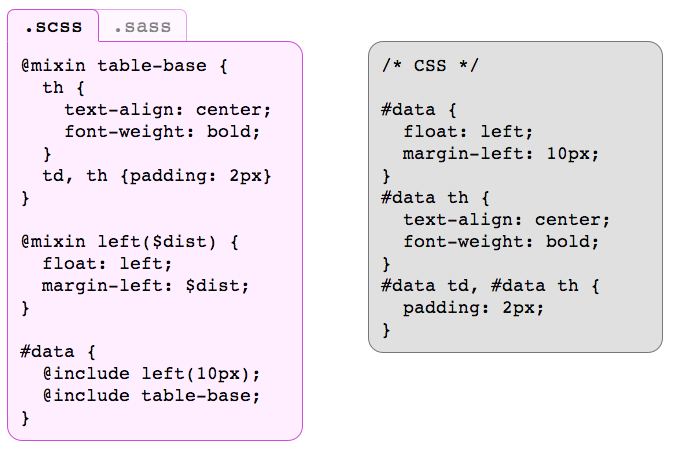 .scss
.sass
@mixin table-base {
  th {
    text-align: center;
    font-weight: bold;
  }
  td, th {padding: 2px}
}

@mixin left($dist) {
  float: left;
  margin-left: $dist;
}

#data {
  @include left(10px);
  @include table-base;
}
/* CSS */

#data {
  float: left;
  margin-left: 10px;
}
#data th {
  text-align: center;
  font-weight: bold;
}
#data td, #data th {
  padding: 2px;
}